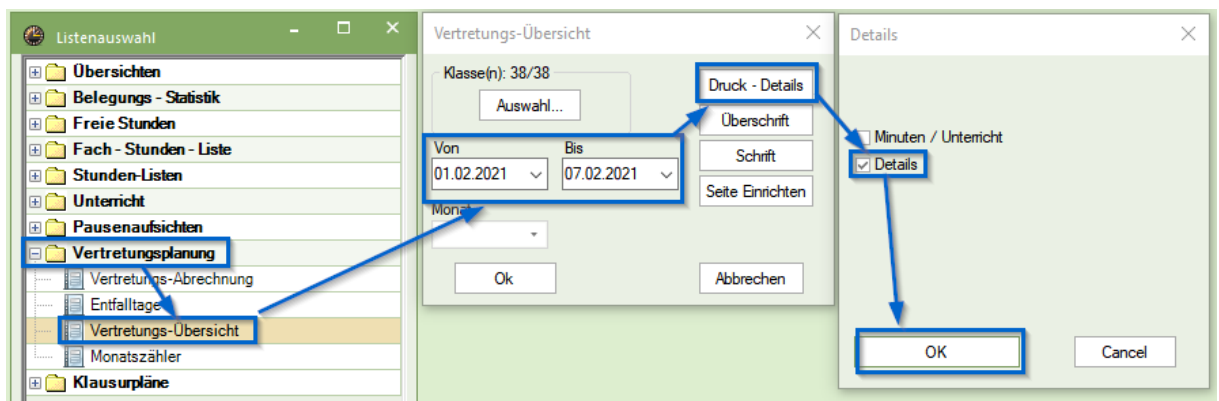 Listenauswahl
Übersichten
Belegungs - Statistik
Freie Stunden
Fach - Stunden - Liste
Stunden-Listen
Unterricht
Pausenaufsichten
Vertretungsplanung
Vertretungs-Abrechnung
Entfalltage
Vertretungs-Übersicht
Monatszähler
Klausurpläne
Vertretungs-Übersicht
Klasse(n): 38/38
Auswahl...
Von Bis
01.02.2021 07.02.2021
Monat
Ok
Druck - Details
Überschrift
Schrift
Seite Einrichten
Abbrechen
Details
Minuten / Unterricht
Details
OK Cancel